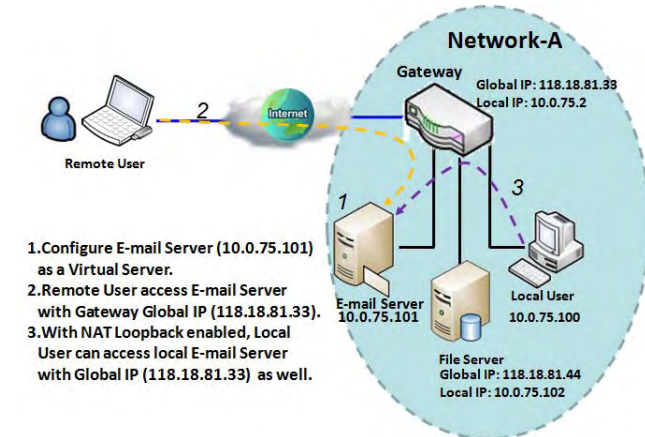 Network-A
Gateway
Global IP: 118.18.81.33
Local IP: 10.0.75.2
2
Internet
Remote User
1
3
E-mail Server
10.0.75.101
Local User
10.0.75.100
File Server
Global IP: 118.18.81.44
Local IP: 10.0.75.102
1.Configure E-mail Server (10.0.75.101)
as a Virtual Server.
2.Remote User access E-mail Server
with Gateway Global IP (118.18.81.33).
3.With NAT Loopback enabled, Local
User can access local E-mail Server
with Global IP (118.18.81.33) as well.